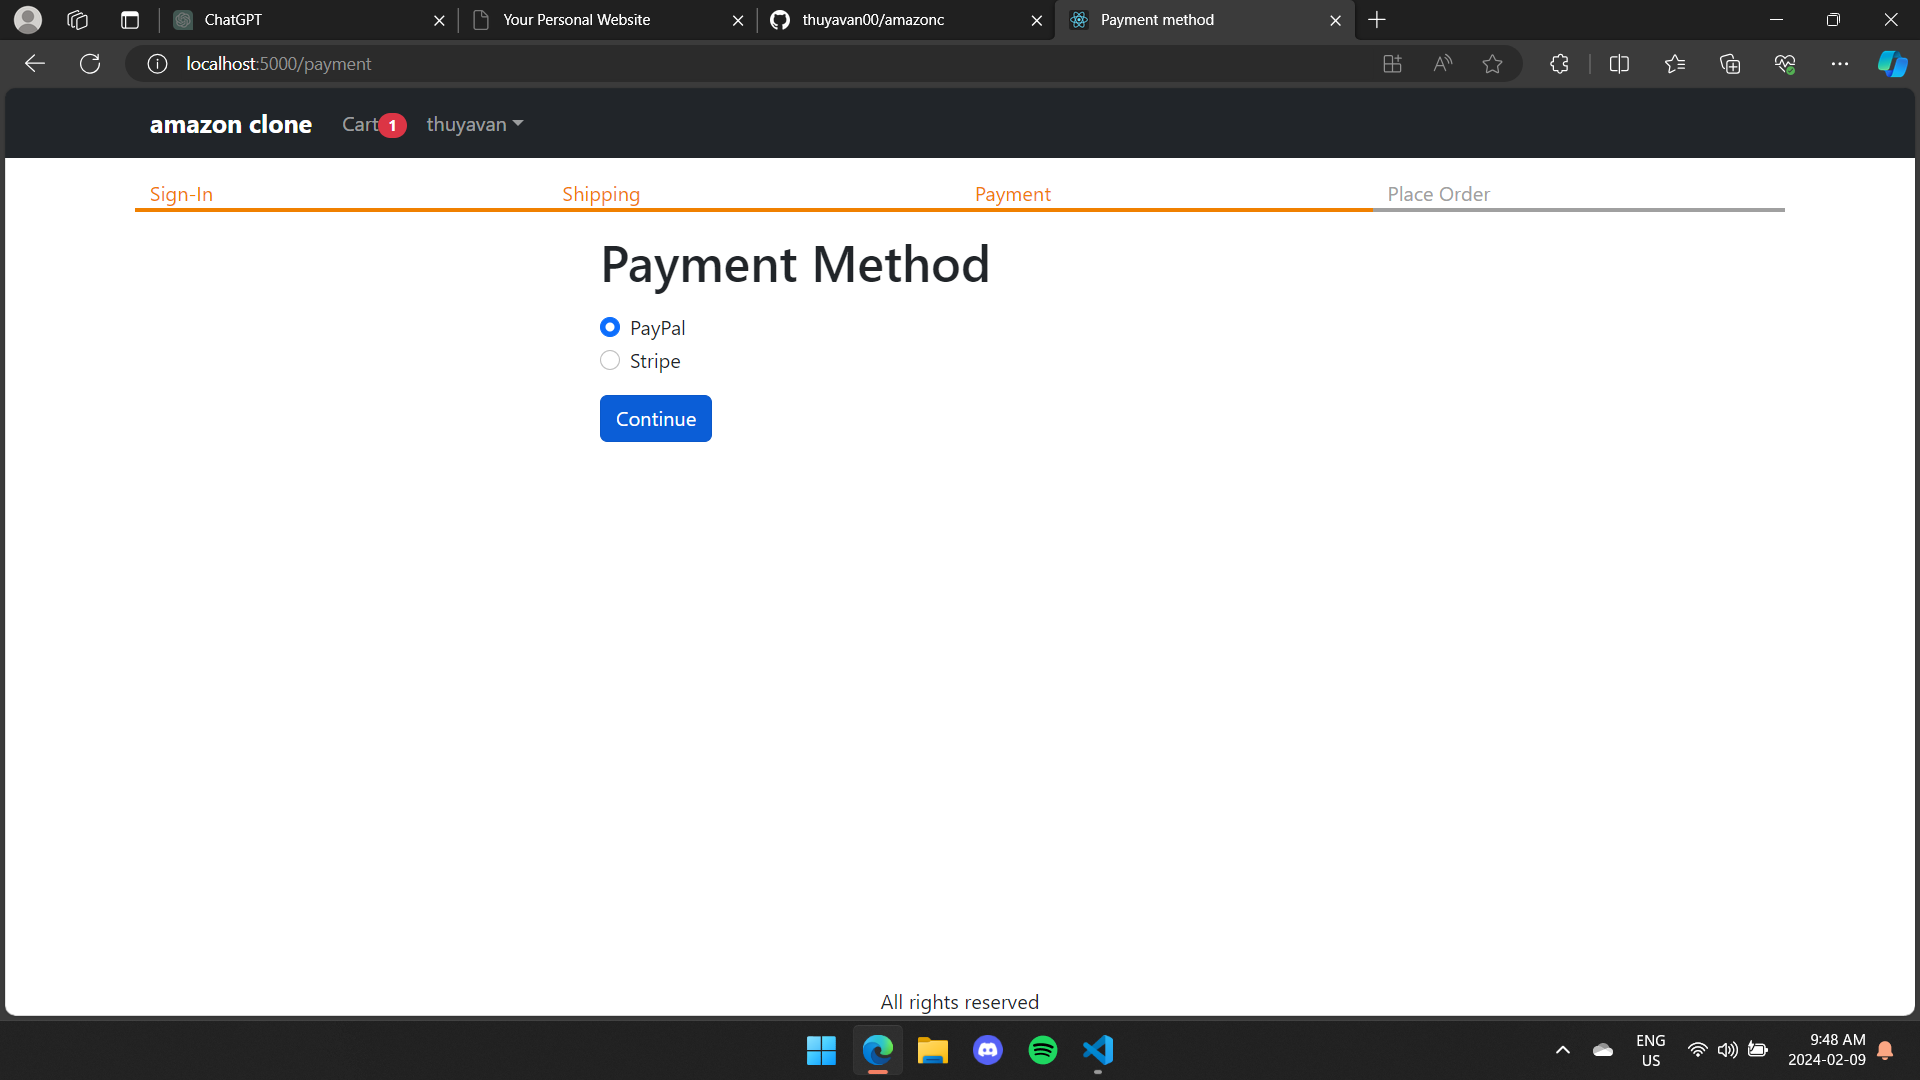 ChatGPT
Your Personal Website
thuyavan00/amazonc
Payment method
localhost:5000/payment
amazon clone
Cart 1
thuyavan
Sign-In
Shipping
Payment
Place Order
Payment Method
PayPal
Stripe
Continue
All rights reserved
ENG
US
9:48 AM
2024-02-09